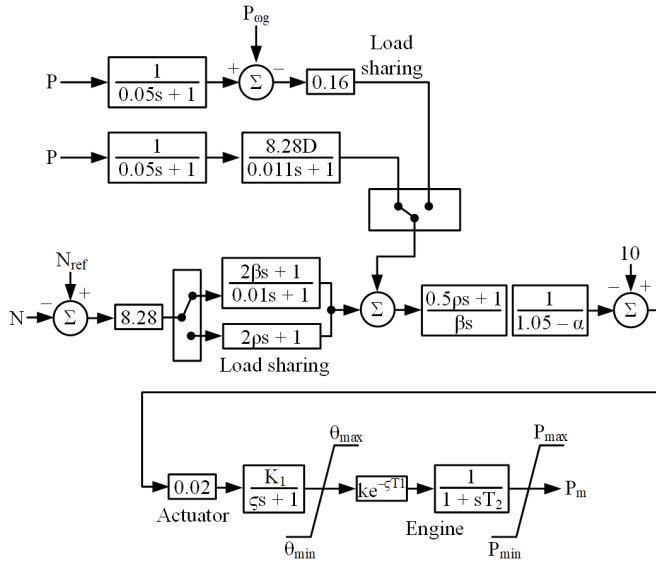 P_ωg
P
1
0.05s + 1
+
Σ
−
0.16
Load
sharing
P
1
0.05s + 1
8.28D
0.011s + 1
N_ref
−
+
N
Σ
8.28
2βs + 1
0.01s + 1
2ρs + 1
Load sharing
Σ
0.5ρs + 1
βs
1
1.05 − α
10
−
+
Σ
0.02
Actuator
K₁
ςs + 1
θ_max
θ_min
ke^−ςT1
1
1 + sT₂
Engine
P_max
P_min
P_m